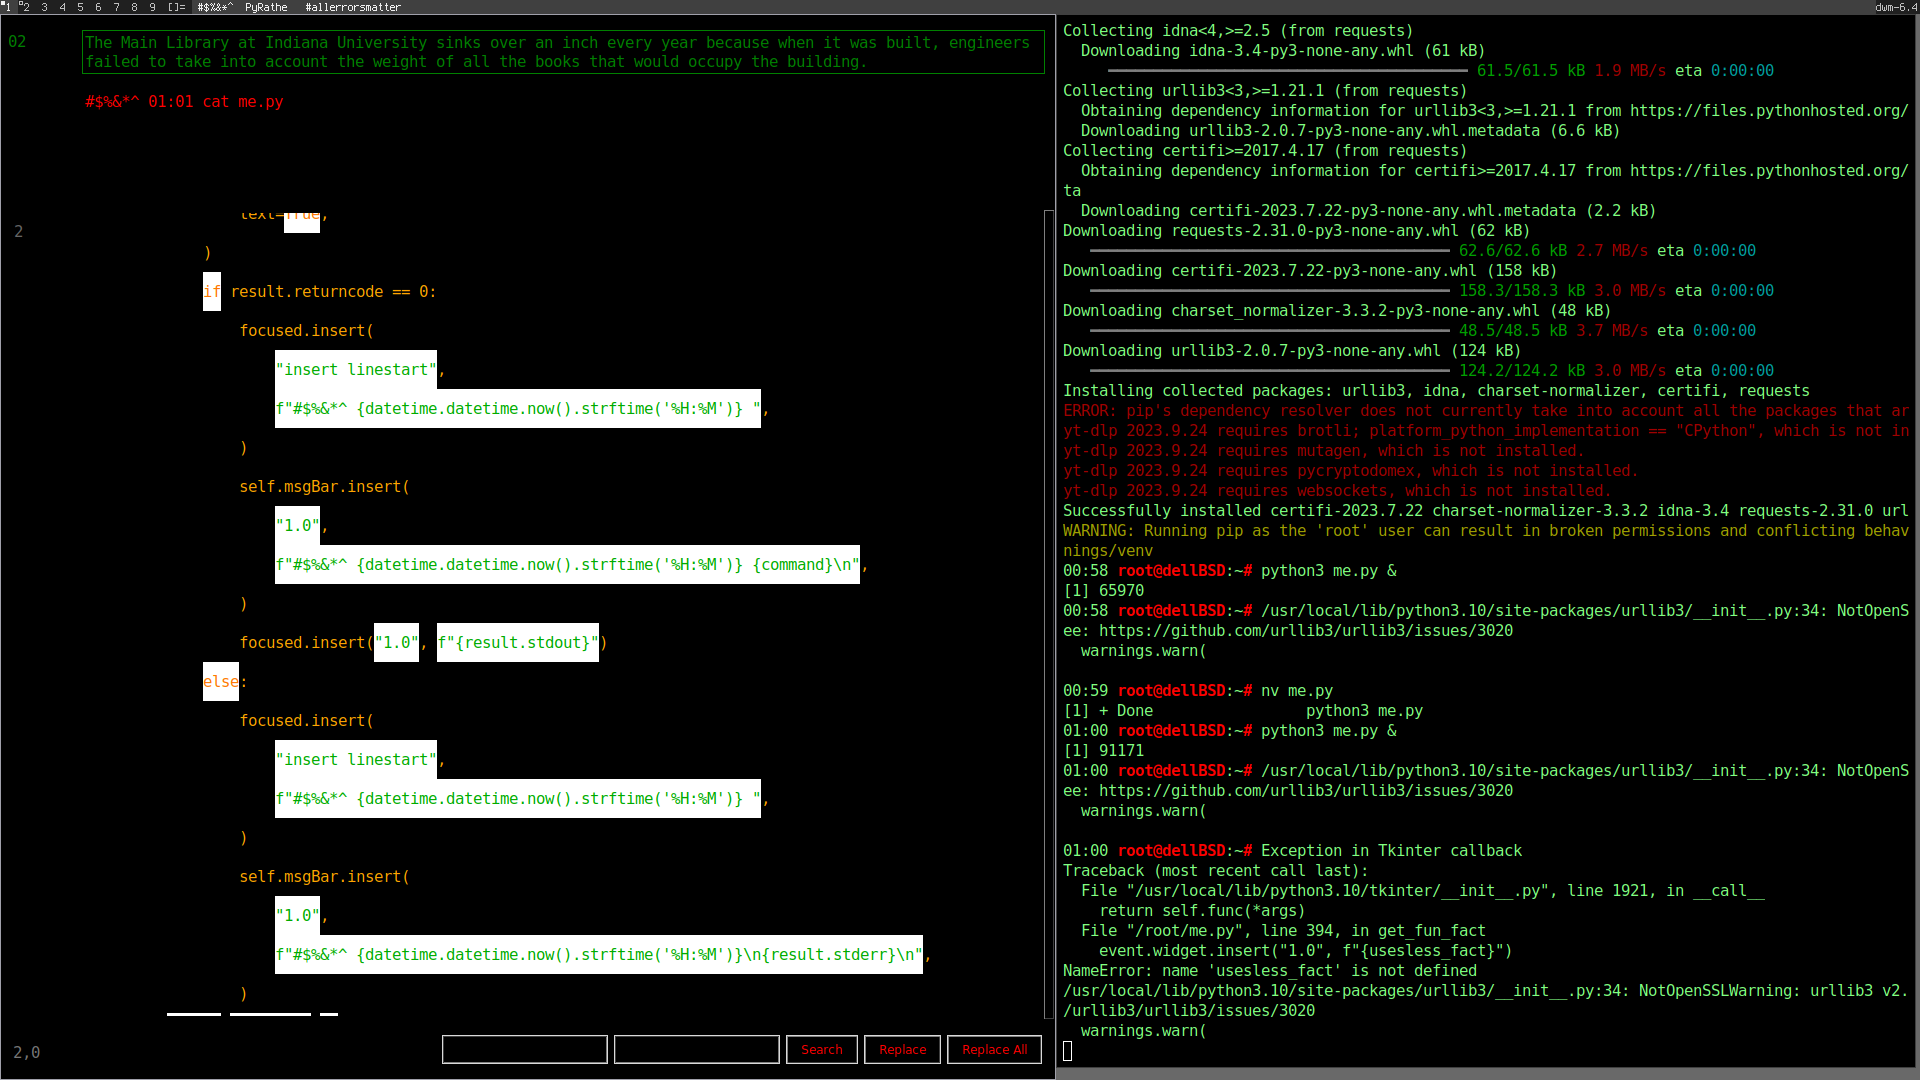 1 2 3 4 5 6 7 8 9 []= #$%&*^ PyRathe #allerrorsmatter dwm-6.4
02
The Main Library at Indiana University sinks over an inch every year because when it was built, engineers
failed to take into account the weight of all the books that would occupy the building.
#$%&*^ 01:01 cat me.py
2
text=True,
)
if result.returncode == 0:
focused.insert(
"insert linestart",
f"#$%&*^ {datetime.datetime.now().strftime('%H:%M')} ",
)
self.msgBar.insert(
"1.0",
f"#$%&*^ {datetime.datetime.now().strftime('%H:%M')} {command}\n",
)
focused.insert("1.0", f"{result.stdout}")
else:
focused.insert(
"insert linestart",
f"#$%&*^ {datetime.datetime.now().strftime('%H:%M')} ",
)
self.msgBar.insert(
"1.0",
f"#$%&*^ {datetime.datetime.now().strftime('%H:%M')}\n{result.stderr}\n",
)
2,0
Search Replace Replace All
Collecting idna<4,>=2.5 (from requests)
Downloading idna-3.4-py3-none-any.whl (61 kB)
61.5/61.5 kB 1.9 MB/s eta 0:00:00
Collecting urllib3<3,>=1.21.1 (from requests)
Obtaining dependency information for urllib3<3,>=1.21.1 from https://files.pythonhosted.org/
Downloading urllib3-2.0.7-py3-none-any.whl.metadata (6.6 kB)
Collecting certifi>=2017.4.17 (from requests)
Obtaining dependency information for certifi>=2017.4.17 from https://files.pythonhosted.org/
ta
Downloading certifi-2023.7.22-py3-none-any.whl.metadata (2.2 kB)
Downloading requests-2.31.0-py3-none-any.whl (62 kB)
62.6/62.6 kB 2.7 MB/s eta 0:00:00
Downloading certifi-2023.7.22-py3-none-any.whl (158 kB)
158.3/158.3 kB 3.0 MB/s eta 0:00:00
Downloading charset_normalizer-3.3.2-py3-none-any.whl (48 kB)
48.5/48.5 kB 3.7 MB/s eta 0:00:00
Downloading urllib3-2.0.7-py3-none-any.whl (124 kB)
124.2/124.2 kB 3.0 MB/s eta 0:00:00
Installing collected packages: urllib3, idna, charset-normalizer, certifi, requests
ERROR: pip's dependency resolver does not currently take into account all the packages that ar
yt-dlp 2023.9.24 requires brotli; platform_python_implementation == "CPython", which is not in
yt-dlp 2023.9.24 requires mutagen, which is not installed.
yt-dlp 2023.9.24 requires pycryptodomex, which is not installed.
yt-dlp 2023.9.24 requires websockets, which is not installed.
Successfully installed certifi-2023.7.22 charset-normalizer-3.3.2 idna-3.4 requests-2.31.0 url
WARNING: Running pip as the 'root' user can result in broken permissions and conflicting behav
nings/venv
00:58 root@dellBSD:~# python3 me.py &
[1] 65970
00:58 root@dellBSD:~# /usr/local/lib/python3.10/site-packages/urllib3/__init__.py:34: NotOpenS
ee: https://github.com/urllib3/urllib3/issues/3020
warnings.warn(
00:59 root@dellBSD:~# nv me.py
[1] + Done python3 me.py
01:00 root@dellBSD:~# python3 me.py &
[1] 91171
01:00 root@dellBSD:~# /usr/local/lib/python3.10/site-packages/urllib3/__init__.py:34: NotOpenS
ee: https://github.com/urllib3/urllib3/issues/3020
warnings.warn(
01:00 root@dellBSD:~# Exception in Tkinter callback
Traceback (most recent call last):
File "/usr/local/lib/python3.10/tkinter/__init__.py", line 1921, in __call__
return self.func(*args)
File "/root/me.py", line 394, in get_fun_fact
event.widget.insert("1.0", f"{usesless_fact}")
NameError: name 'usesless_fact' is not defined
/usr/local/lib/python3.10/site-packages/urllib3/__init__.py:34: NotOpenSSLWarning: urllib3 v2.
/urllib3/urllib3/issues/3020
warnings.warn(